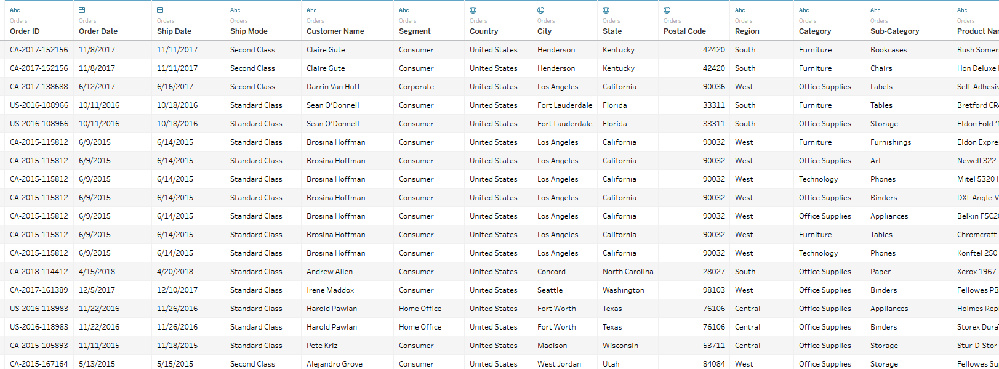 Abc Abc Abc Abc Abc Abc Abc Abc
Orders Orders Orders Orders Orders Orders Orders Orders Orders Orders Orders Orders Orders Orders
Order ID Order Date Ship Date Ship Mode Customer Name Segment Country City State Postal Code Region Category Sub-Category Product
CA-2017-152156 11/8/2017 11/11/2017 Second Class Claire Gute Consumer United States Henderson Kentucky 42420 South Furniture Bookcases Bush
CA-2017-152156 11/8/2017 11/11/2017 Second Class Claire Gute Consumer United States Henderson Kentucky 42420 South Furniture Chairs Hon Deluxe
CA-2017-138688 6/12/2017 6/16/2017 Second Class Darrin Van Huff Corporate United States Los Angeles California 90036 West Office Supplies Labels
US-2016-108966 10/11/2016 10/18/2016 Standard Class Sean O'Donnell Consumer United States Fort Lauderdale Florida 33311 South Furniture Tables Bretford
US-2016-108966 10/11/2016 10/18/2016 Standard Class Sean O'Donnell Consumer United States Fort Lauderdale Florida 33311 South Office Supplies Storage Eldon Fold
CA-2015-115812 6/9/2015 6/14/2015 Standard Class Brosina Hoffman Consumer United States Los Angeles California 90032 West Furniture Furnishings Eldon
CA-2015-115812 6/9/2015 6/14/2015 Standard Class Brosina Hoffman Consumer United States Los Angeles California 90032 West Office Supplies Art Newell 322
CA-2015-115812 6/9/2015 6/14/2015 Standard Class Brosina Hoffman Consumer United States Los Angeles California 90032 West Technology Phones Mitel 5320
CA-2015-115812 6/9/2015 6/14/2015 Standard Class Brosina Hoffman Consumer United States Los Angeles California 90032 West Office Supplies Binders DXL
CA-2015-115812 6/9/2015 6/14/2015 Standard Class Brosina Hoffman Consumer United States Los Angeles California 90032 West Office Supplies Appliances Belkin
CA-2015-115812 6/9/2015 6/14/2015 Standard Class Brosina Hoffman Consumer United States Los Angeles California 90032 West Furniture Tables Chromcraft
CA-2015-115812 6/9/2015 6/14/2015 Standard Class Brosina Hoffman Consumer United States Los Angeles California 90032 West Technology Phones Konftel 250
CA-2018-114412 4/15/2018 4/20/2018 Standard Class Andrew Allen Consumer United States Concord North Carolina 28027 South Office Supplies Paper Xerox 1967
CA-2017-161389 12/5/2017 12/10/2017 Standard Class Irene Maddox Consumer United States Seattle Washington 98103 West Office Supplies Binders Fellowes
US-2016-118983 11/22/2016 11/26/2016 Standard Class Harold Pawlan Home Office United States Fort Worth Texas 76106 Central Office Supplies Appliances Holmes
US-2016-118983 11/22/2016 11/26/2016 Standard Class Harold Pawlan Home Office United States Fort Worth Texas 76106 Central Office Supplies Binders Storex
CA-2015-105893 11/11/2015 11/18/2015 Standard Class Pete Kriz Consumer United States Madison Wisconsin 53711 Central Office Supplies Storage Stur-D-Stor
CA-2015-167164 5/13/2015 5/15/2015 Second Class Alejandro Grove Consumer United States West Jordan Utah 84084 West Office Supplies Storage Fellowes